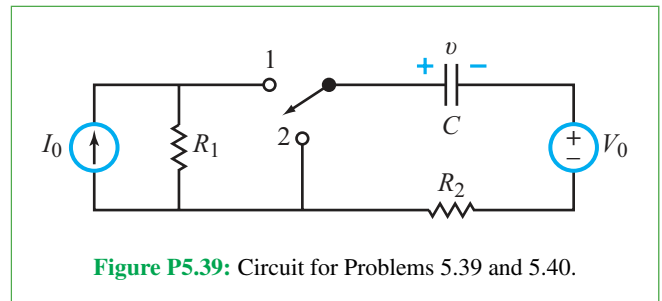 1
+ υ −
I0
R1
2
C
+
−
V0
R2
Figure P5.39: Circuit for Problems 5.39 and 5.40.